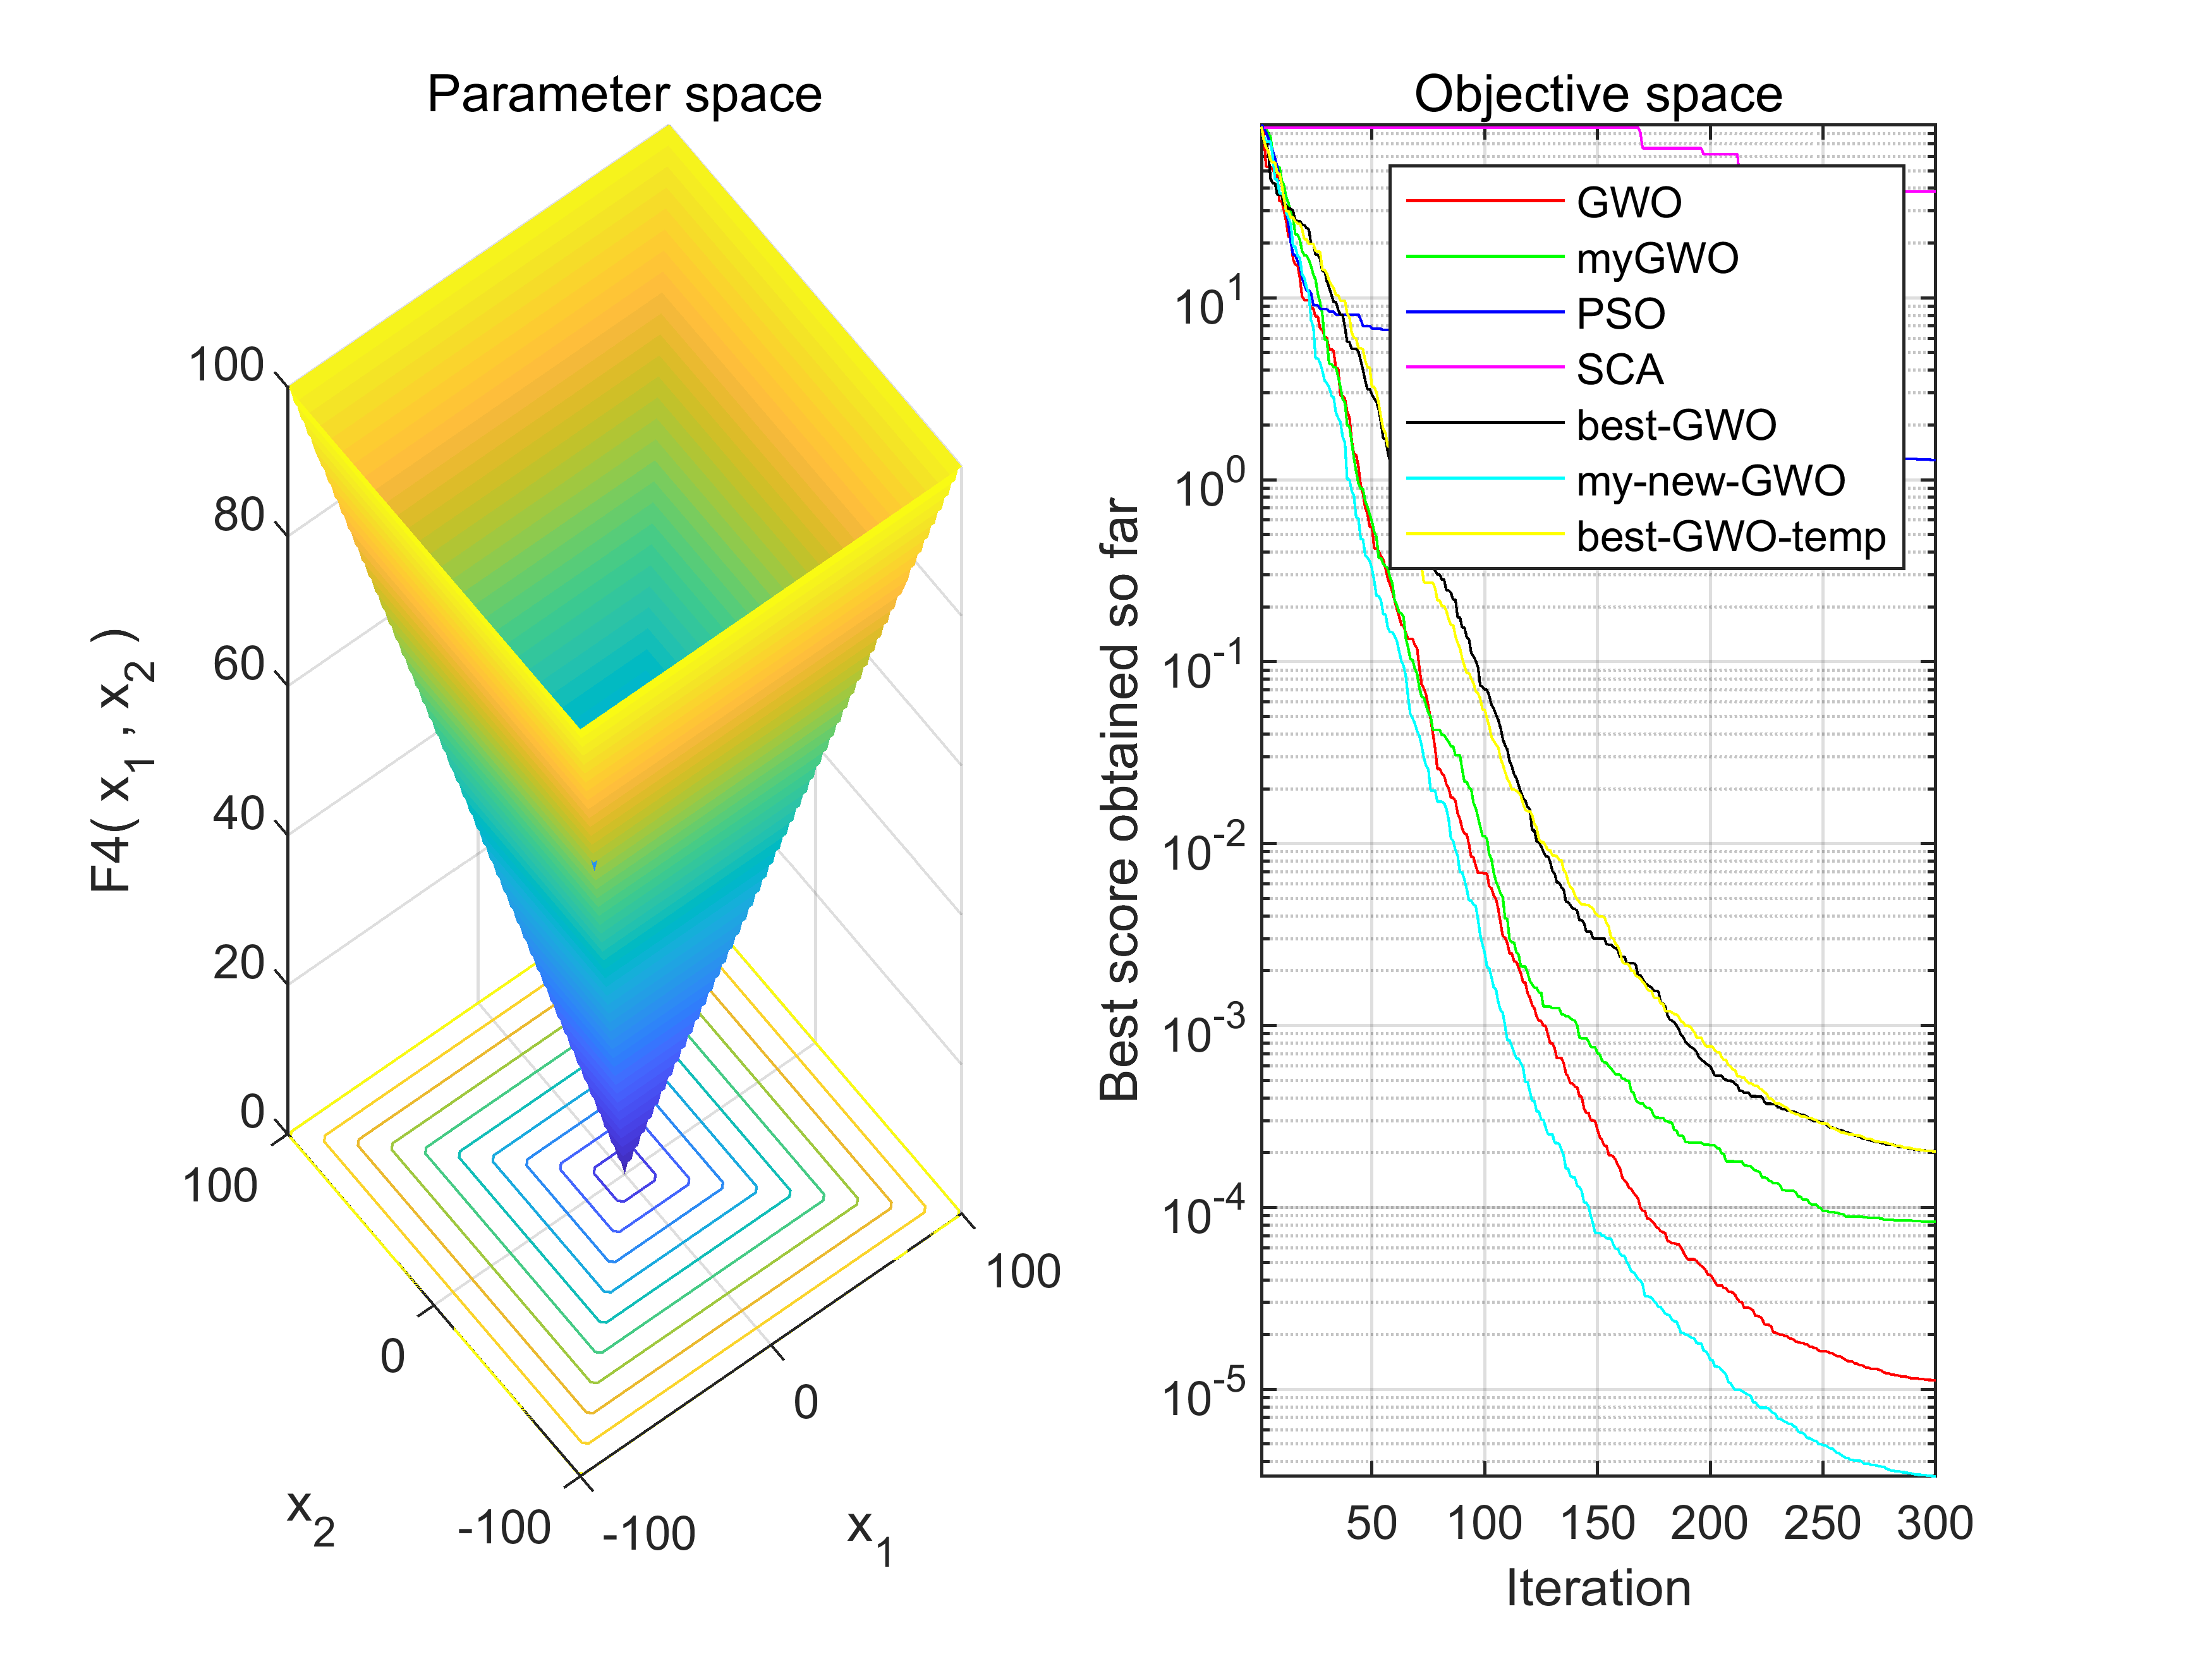 Parameter space
100
80
60
40
20
0
F4( x1 , x2 )
100
0
-100
x2
-100
0
100
x1
Objective space
GWO
myGWO
PSO
SCA
best-GWO
my-new-GWO
best-GWO-temp
10^1
10^0
10^-1
10^-2
10^-3
10^-4
10^-5
Best score obtained so far
50 100 150 200 250 300
Iteration